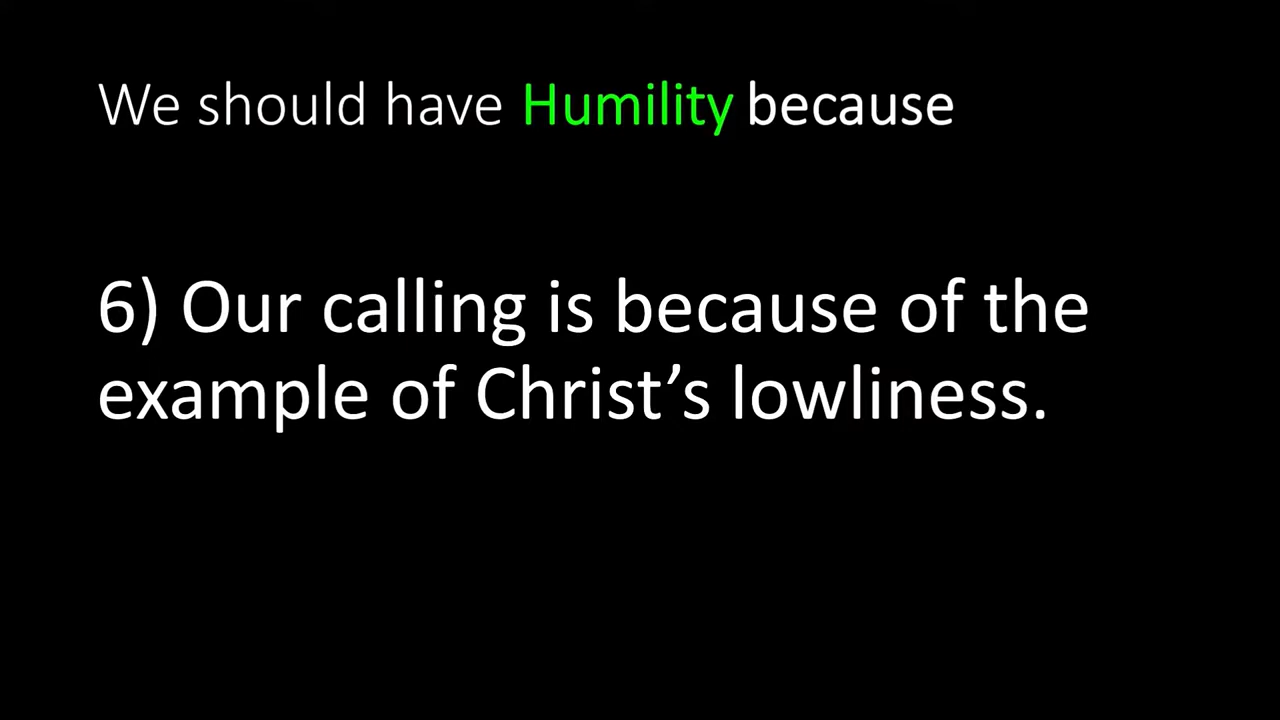 We should have Humility because
6) Our calling is because of the
example of Christ’s lowliness.